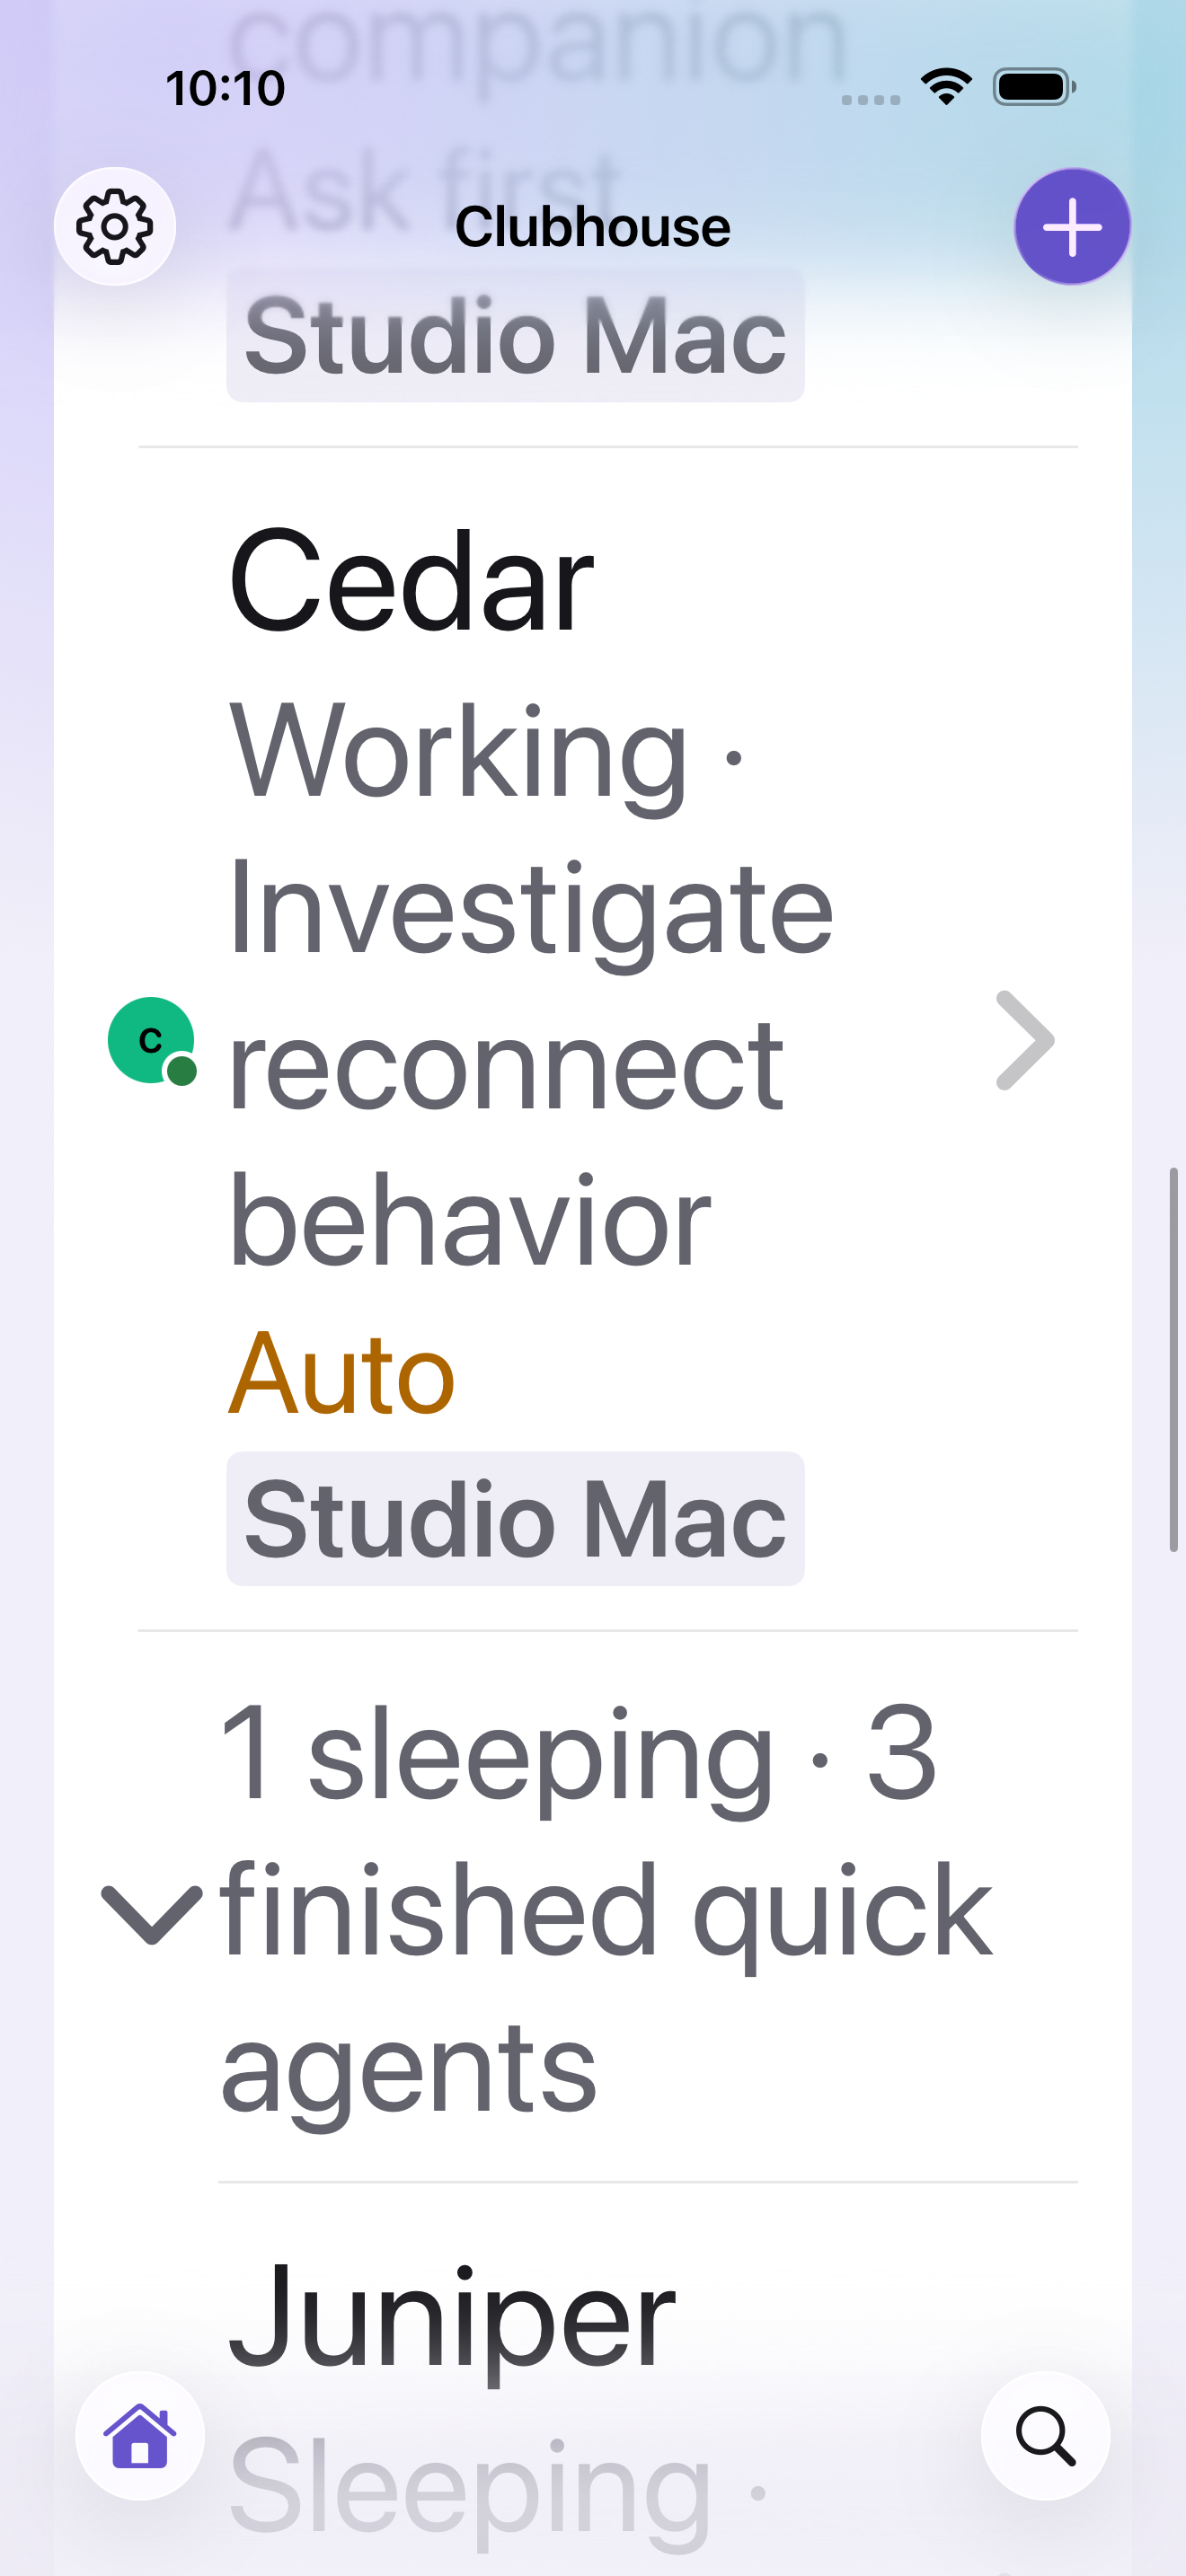 companion
10:10
Ask first
Clubhouse
Studio Mac
Cedar
Working ·
Investigate
reconnect
behavior
C
Auto
Studio Mac
1 sleeping · 3
finished quick
agents
Juniper
Sleeping ·